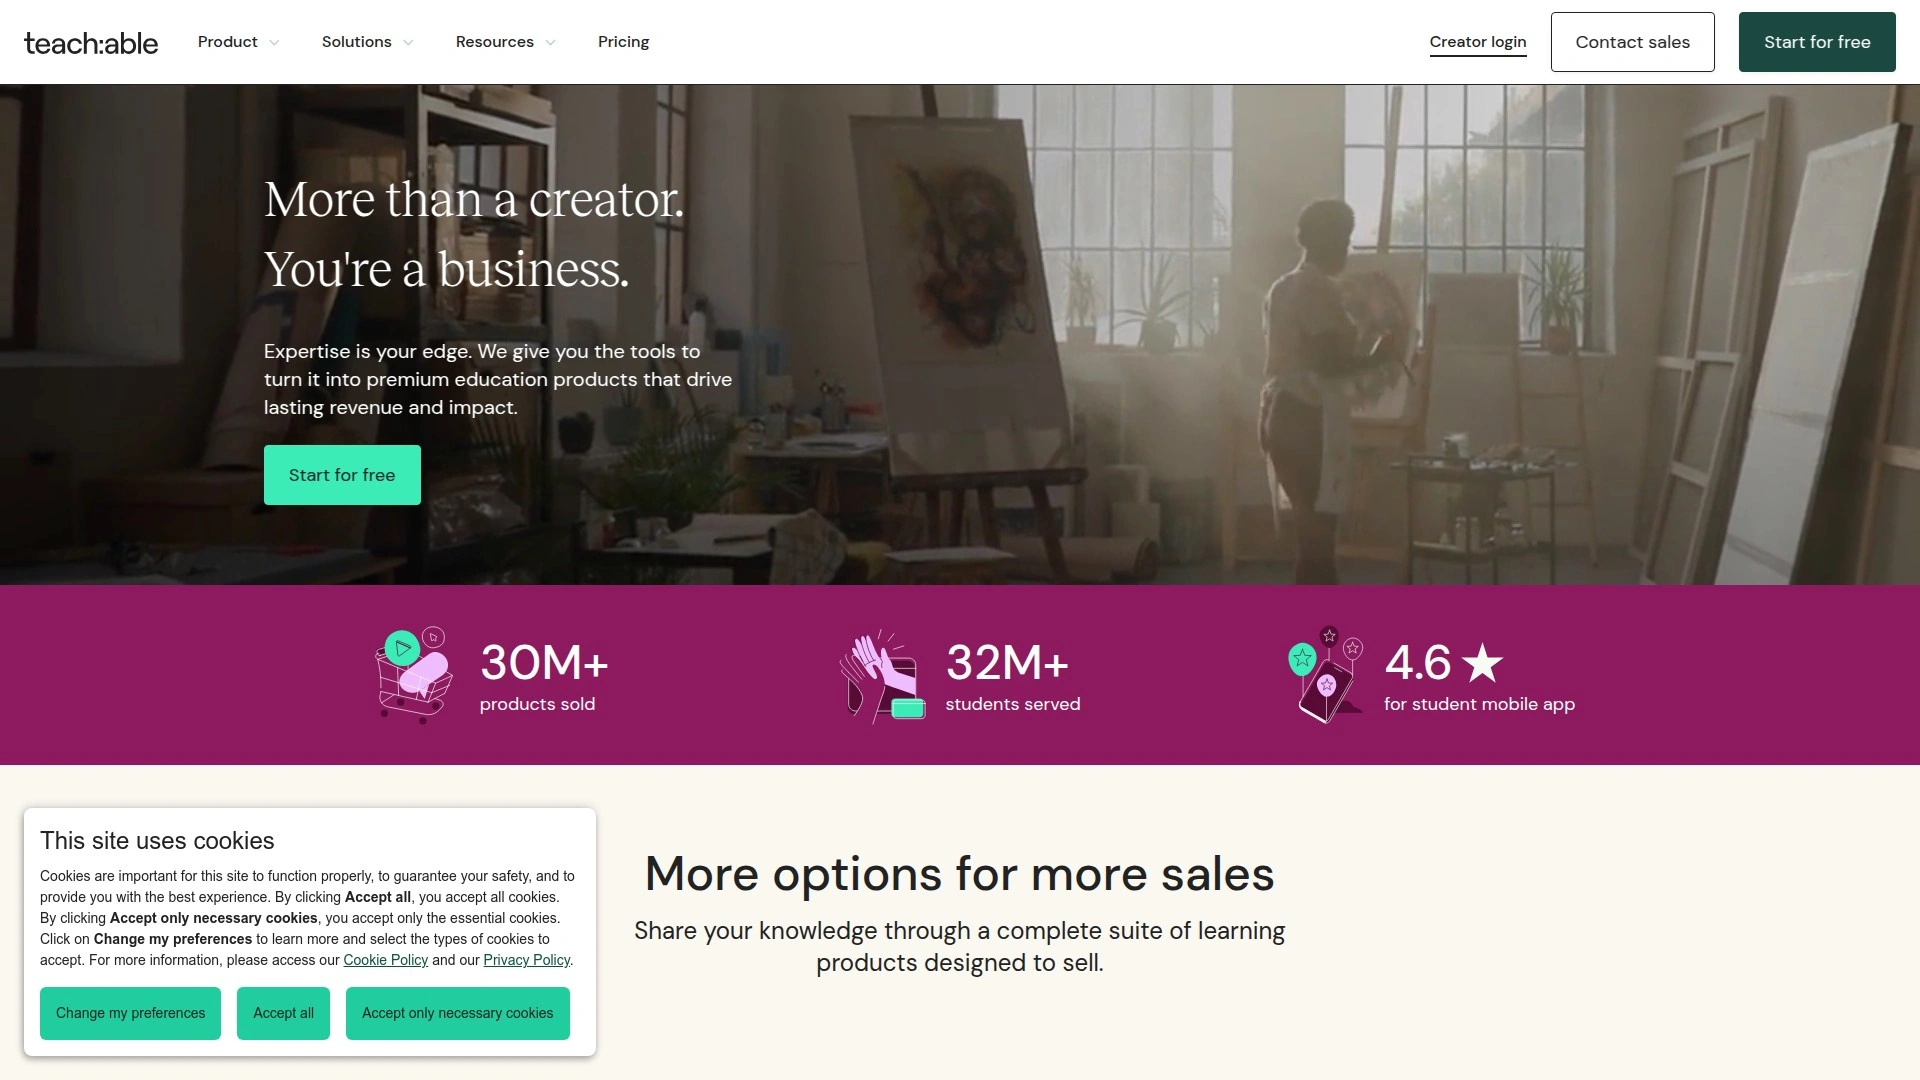 teach:able
Product
Solutions
Resources
Pricing
Creator login
Contact sales
Start for free
More than a creator.
You're a business.
Expertise is your edge. We give you the tools to
turn it into premium education products that drive
lasting revenue and impact.
Start for free
30M+
products sold
32M+
students served
4.6 ★
for student mobile app
This site uses cookies
Cookies are important for this site to function properly, to guarantee your safety, and to
provide you with the best experience. By clicking Accept all, you accept all cookies.
By clicking Accept only necessary cookies, you accept only the essential cookies.
Click on Change my preferences to learn more and select the types of cookies to
accept. For more information, please access our Cookie Policy and our Privacy Policy.
Change my preferences
Accept all
Accept only necessary cookies
More options for more sales
Share your knowledge through a complete suite of learning
products designed to sell.